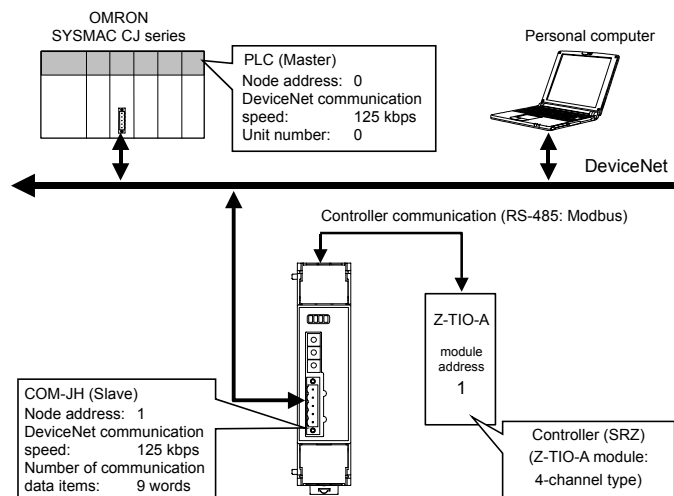 OMRON
SYSMAC CJ series
PLC (Master)
Node address: 0
DeviceNet communication
speed: 125 kbps
Unit number: 0
Personal computer
DeviceNet
Controller communication (RS-485: Modbus)
Z-TIO-A
module
address
1
COM-JH (Slave)
Node address: 1
DeviceNet communication
speed: 125 kbps
Number of communication
data items: 9 words
Controller (SRZ)
(Z-TIO-A module:
4-channel type)